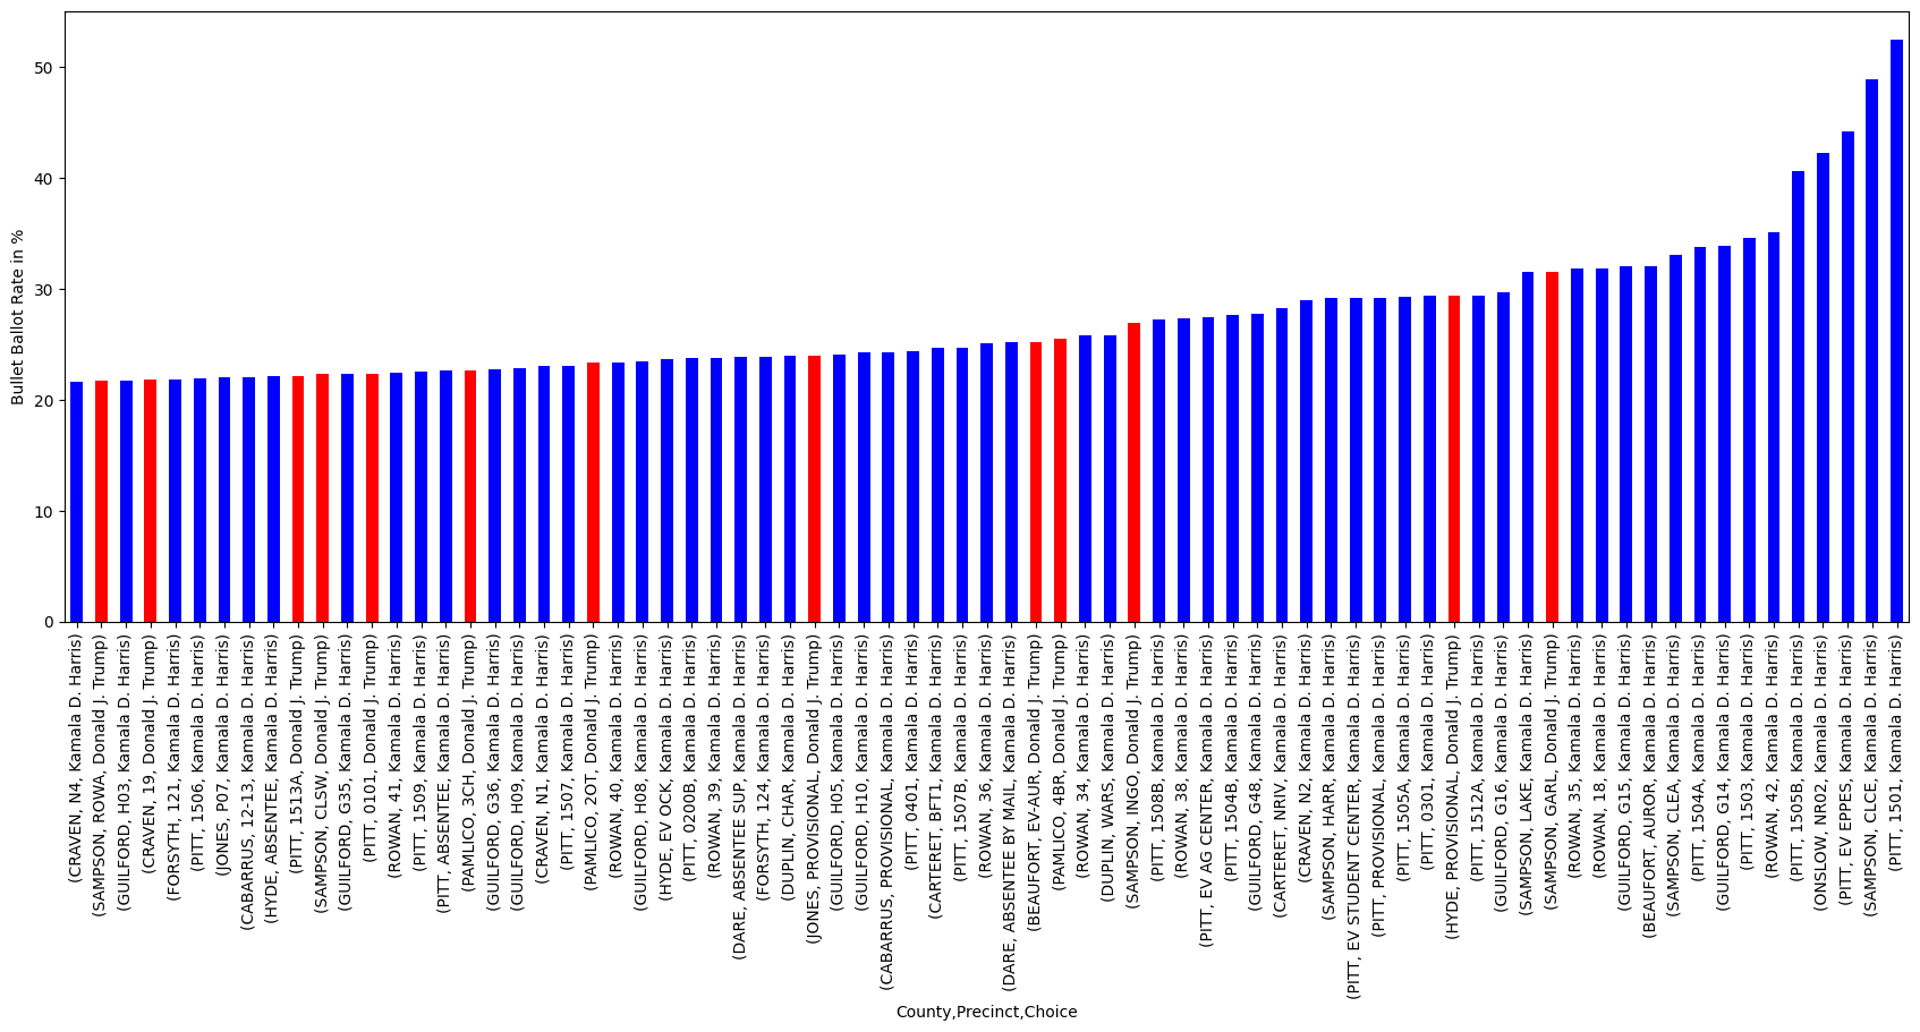 Bullet Ballot Rate in %
50
40
30
20
10
0
(CRAVEN, N4, Kamala D. Harris)
(SAMPSON, ROWA, Donald J. Trump)
(GUILFORD, H03, Kamala D. Harris)
(CRAVEN, 19, Donald J. Trump)
(FORSYTH, 121, Kamala D. Harris)
(PITT, 1506, Kamala D. Harris)
(JONES, P07, Kamala D. Harris)
(CABARRUS, 12-13, Kamala D. Harris)
(HYDE, ABSENTEE, Kamala D. Harris)
(PITT, 1513A, Donald J. Trump)
(SAMPSON, CLSW, Donald J. Trump)
(GUILFORD, G35, Kamala D. Harris)
(PITT, 0101, Donald J. Trump)
(ROWAN, 41, Kamala D. Harris)
(PITT, 1509, Kamala D. Harris)
(PITT, ABSENTEE, Kamala D. Harris)
(PAMLICO, 3CH, Donald J. Trump)
(GUILFORD, G36, Kamala D. Harris)
(GUILFORD, H09, Kamala D. Harris)
(CRAVEN, N1, Kamala D. Harris)
(PITT, 1507, Kamala D. Harris)
(PAMLICO, 2OT, Donald J. Trump)
(ROWAN, 40, Kamala D. Harris)
(GUILFORD, H08, Kamala D. Harris)
(HYDE, EV OCK, Kamala D. Harris)
(PITT, 0200B, Kamala D. Harris)
(ROWAN, 39, Kamala D. Harris)
(DARE, ABSENTEE SUP, Kamala D. Harris)
(FORSYTH, 124, Kamala D. Harris)
(DUPLIN, CHAR, Kamala D. Harris)
(JONES, PROVISIONAL, Donald J. Trump)
(GUILFORD, H05, Kamala D. Harris)
(GUILFORD, H10, Kamala D. Harris)
(CABARRUS, PROVISIONAL, Kamala D. Harris)
(PITT, 0401, Kamala D. Harris)
(CARTERET, BFT1, Kamala D. Harris)
(PITT, 1507B, Kamala D. Harris)
(ROWAN, 36, Kamala D. Harris)
(DARE, ABSENTEE BY MAIL, Kamala D. Harris)
(BEAUFORT, EV-AUR, Donald J. Trump)
(PAMLICO, 4BR, Donald J. Trump)
(ROWAN, 34, Kamala D. Harris)
(DUPLIN, WARS, Kamala D. Harris)
(SAMPSON, INGO, Donald J. Trump)
(PITT, 1508B, Kamala D. Harris)
(ROWAN, 38, Kamala D. Harris)
(PITT, EV AG CENTER, Kamala D. Harris)
(PITT, 1504B, Kamala D. Harris)
(GUILFORD, G48, Kamala D. Harris)
(CARTERET, NRIV, Kamala D. Harris)
(CRAVEN, N2, Kamala D. Harris)
(SAMPSON, HARR, Kamala D. Harris)
(PITT, EV STUDENT CENTER, Kamala D. Harris)
(PITT, PROVISIONAL, Kamala D. Harris)
(PITT, 1505A, Kamala D. Harris)
(PITT, 0301, Kamala D. Harris)
(HYDE, PROVISIONAL, Donald J. Trump)
(PITT, 1512A, Kamala D. Harris)
(GUILFORD, G16, Kamala D. Harris)
(SAMPSON, LAKE, Kamala D. Harris)
(SAMPSON, GARL, Donald J. Trump)
(ROWAN, 35, Kamala D. Harris)
(ROWAN, 18, Kamala D. Harris)
(GUILFORD, G15, Kamala D. Harris)
(BEAUFORT, AUROR, Kamala D. Harris)
(SAMPSON, CLEA, Kamala D. Harris)
(PITT, 1504A, Kamala D. Harris)
(GUILFORD, G14, Kamala D. Harris)
(PITT, 1503, Kamala D. Harris)
(ROWAN, 42, Kamala D. Harris)
(PITT, 1505B, Kamala D. Harris)
(ONSLOW, NR02, Kamala D. Harris)
(PITT, EV EPPES, Kamala D. Harris)
(SAMPSON, CLCE, Kamala D. Harris)
(PITT, 1501, Kamala D. Harris)
County,Precinct,Choice